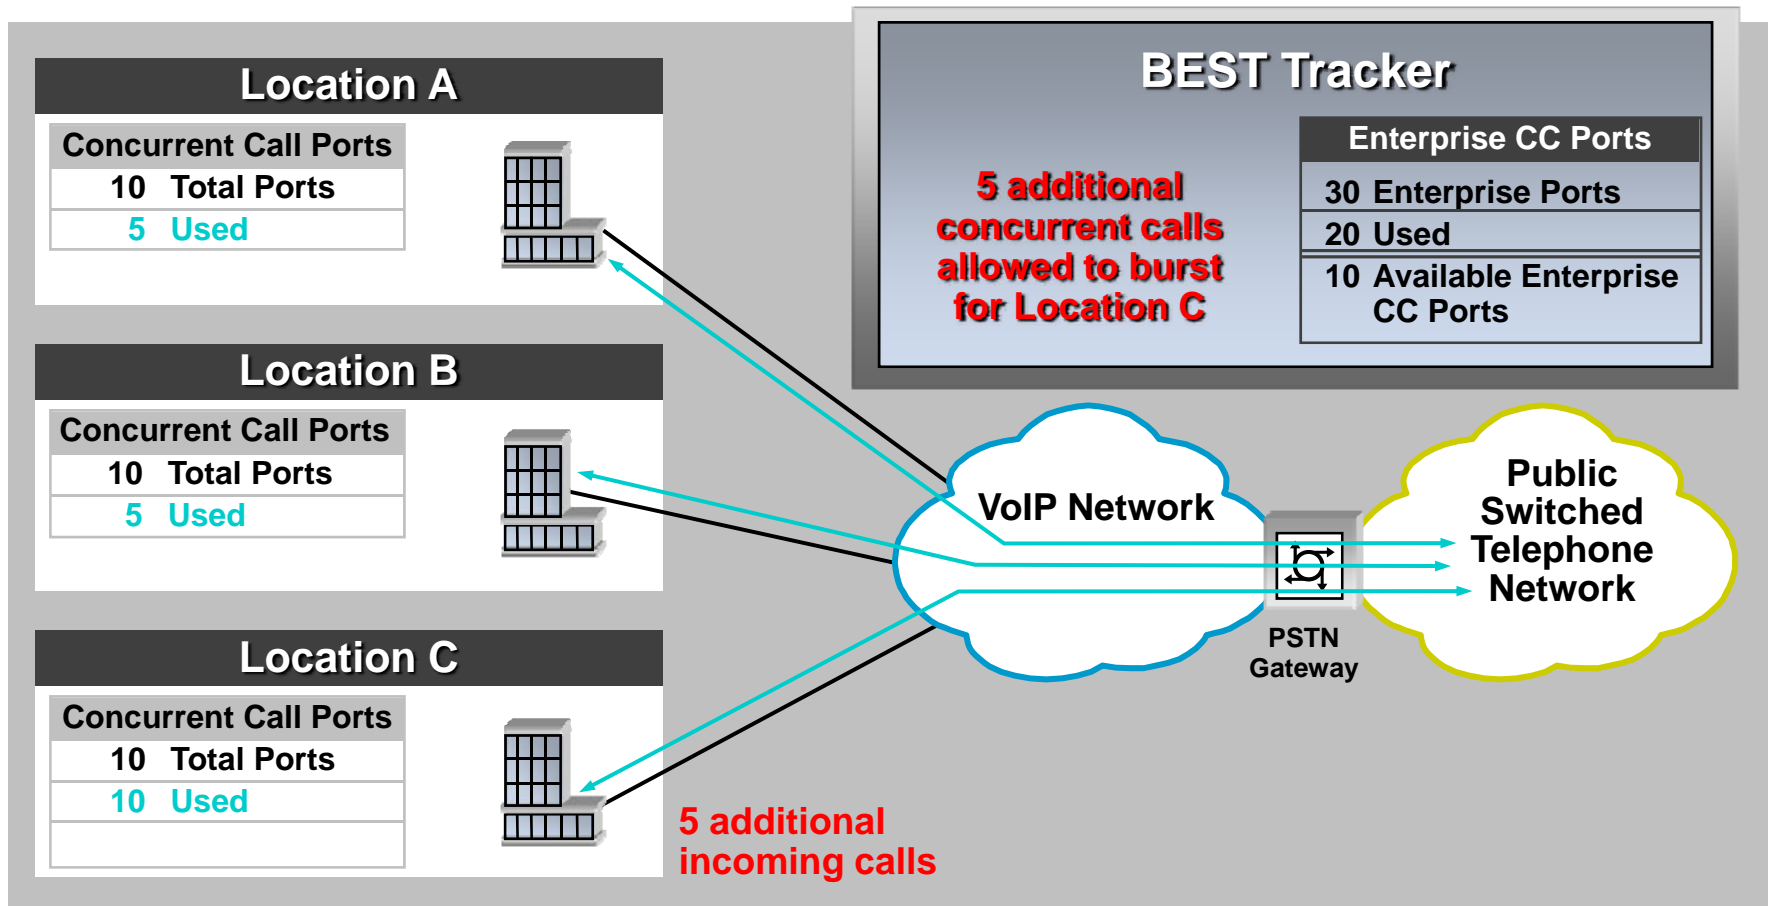 Location A
Concurrent Call Ports
10 Total Ports
5 Used
Location B
Concurrent Call Ports
10 Total Ports
5 Used
Location C
Concurrent Call Ports
10 Total Ports
10 Used
5 additional
incoming calls
BEST Tracker
5 additional
concurrent calls
allowed to burst
for Location C
Enterprise CC Ports
30 Enterprise Ports
20 Used
10 Available Enterprise
CC Ports
VoIP Network
PSTN
Gateway
Public
Switched
Telephone
Network